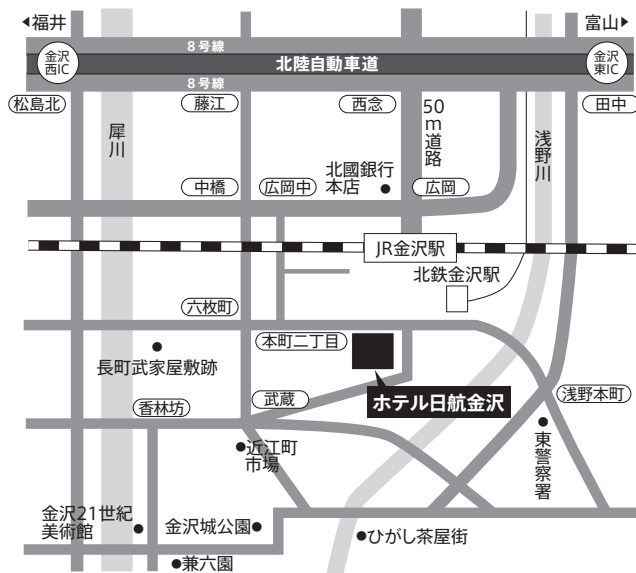 ◀福井
富山▶
8号線
金沢
西IC
北陸自動車道
金沢
東IC
8号線
松島北
藤江
西念
田中
50m道路
犀川
浅野川
北國銀行
本店
中橋
広岡中
広岡
JR金沢駅
北鉄金沢駅
六枚町
本町二丁目
長町武家屋敷跡
武蔵
ホテル日航金沢
浅野本町
香林坊
近江町
市場
東警察署
金沢21世紀
美術館
金沢城公園
ひがし茶屋街
兼六園